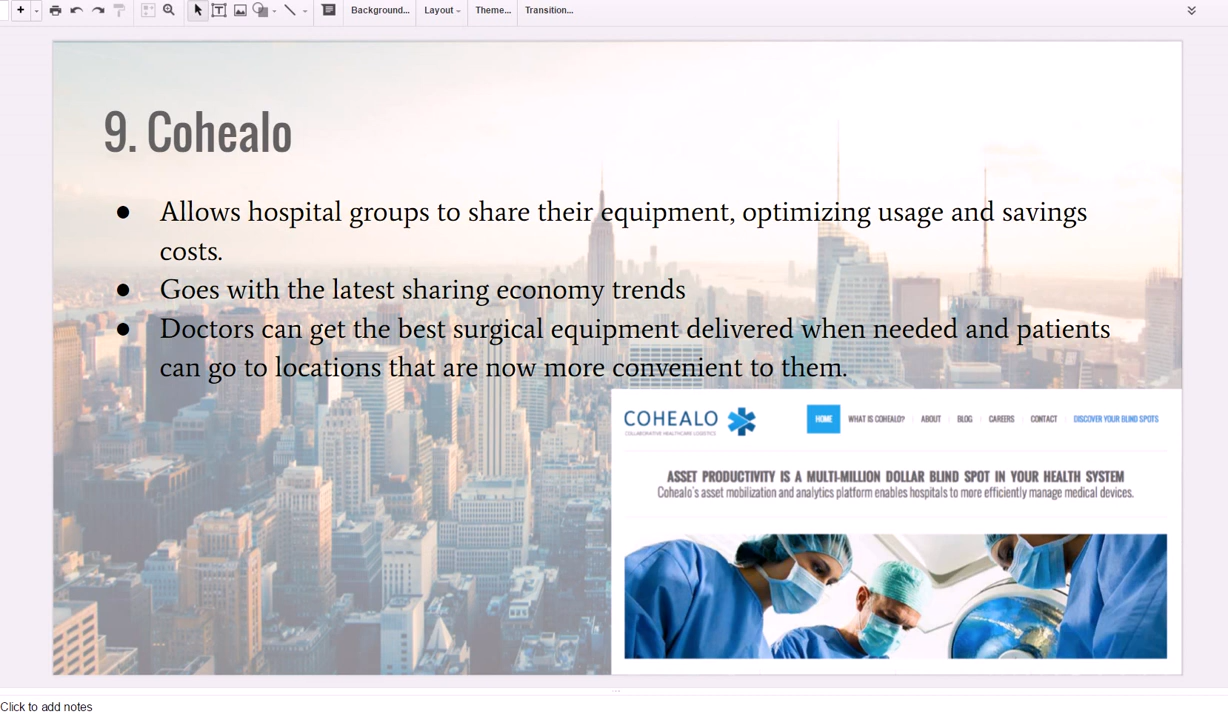 Background...
Layout
Theme...
Transition...
9. Cohealo
● Allows hospital groups to share their equipment, optimizing usage and savings
costs.
● Goes with the latest sharing economy trends
● Doctors can get the best surgical equipment delivered when needed and patients
can go to locations that are now more convenient to them.
COHEALO
COLLABORATIVE HEALTHCARE LOGISTICS
HOME
WHAT IS COHEALO?
ABOUT
BLOG
CAREERS
CONTACT
DISCOVER YOUR BLIND SPOTS
ASSET PRODUCTIVITY IS A MULTI-MILLION DOLLAR BLIND SPOT IN YOUR HEALTH SYSTEM
Cohealo's asset mobilization and analytics platform enables hospitals to more efficiently manage medical devices.
Click to add notes